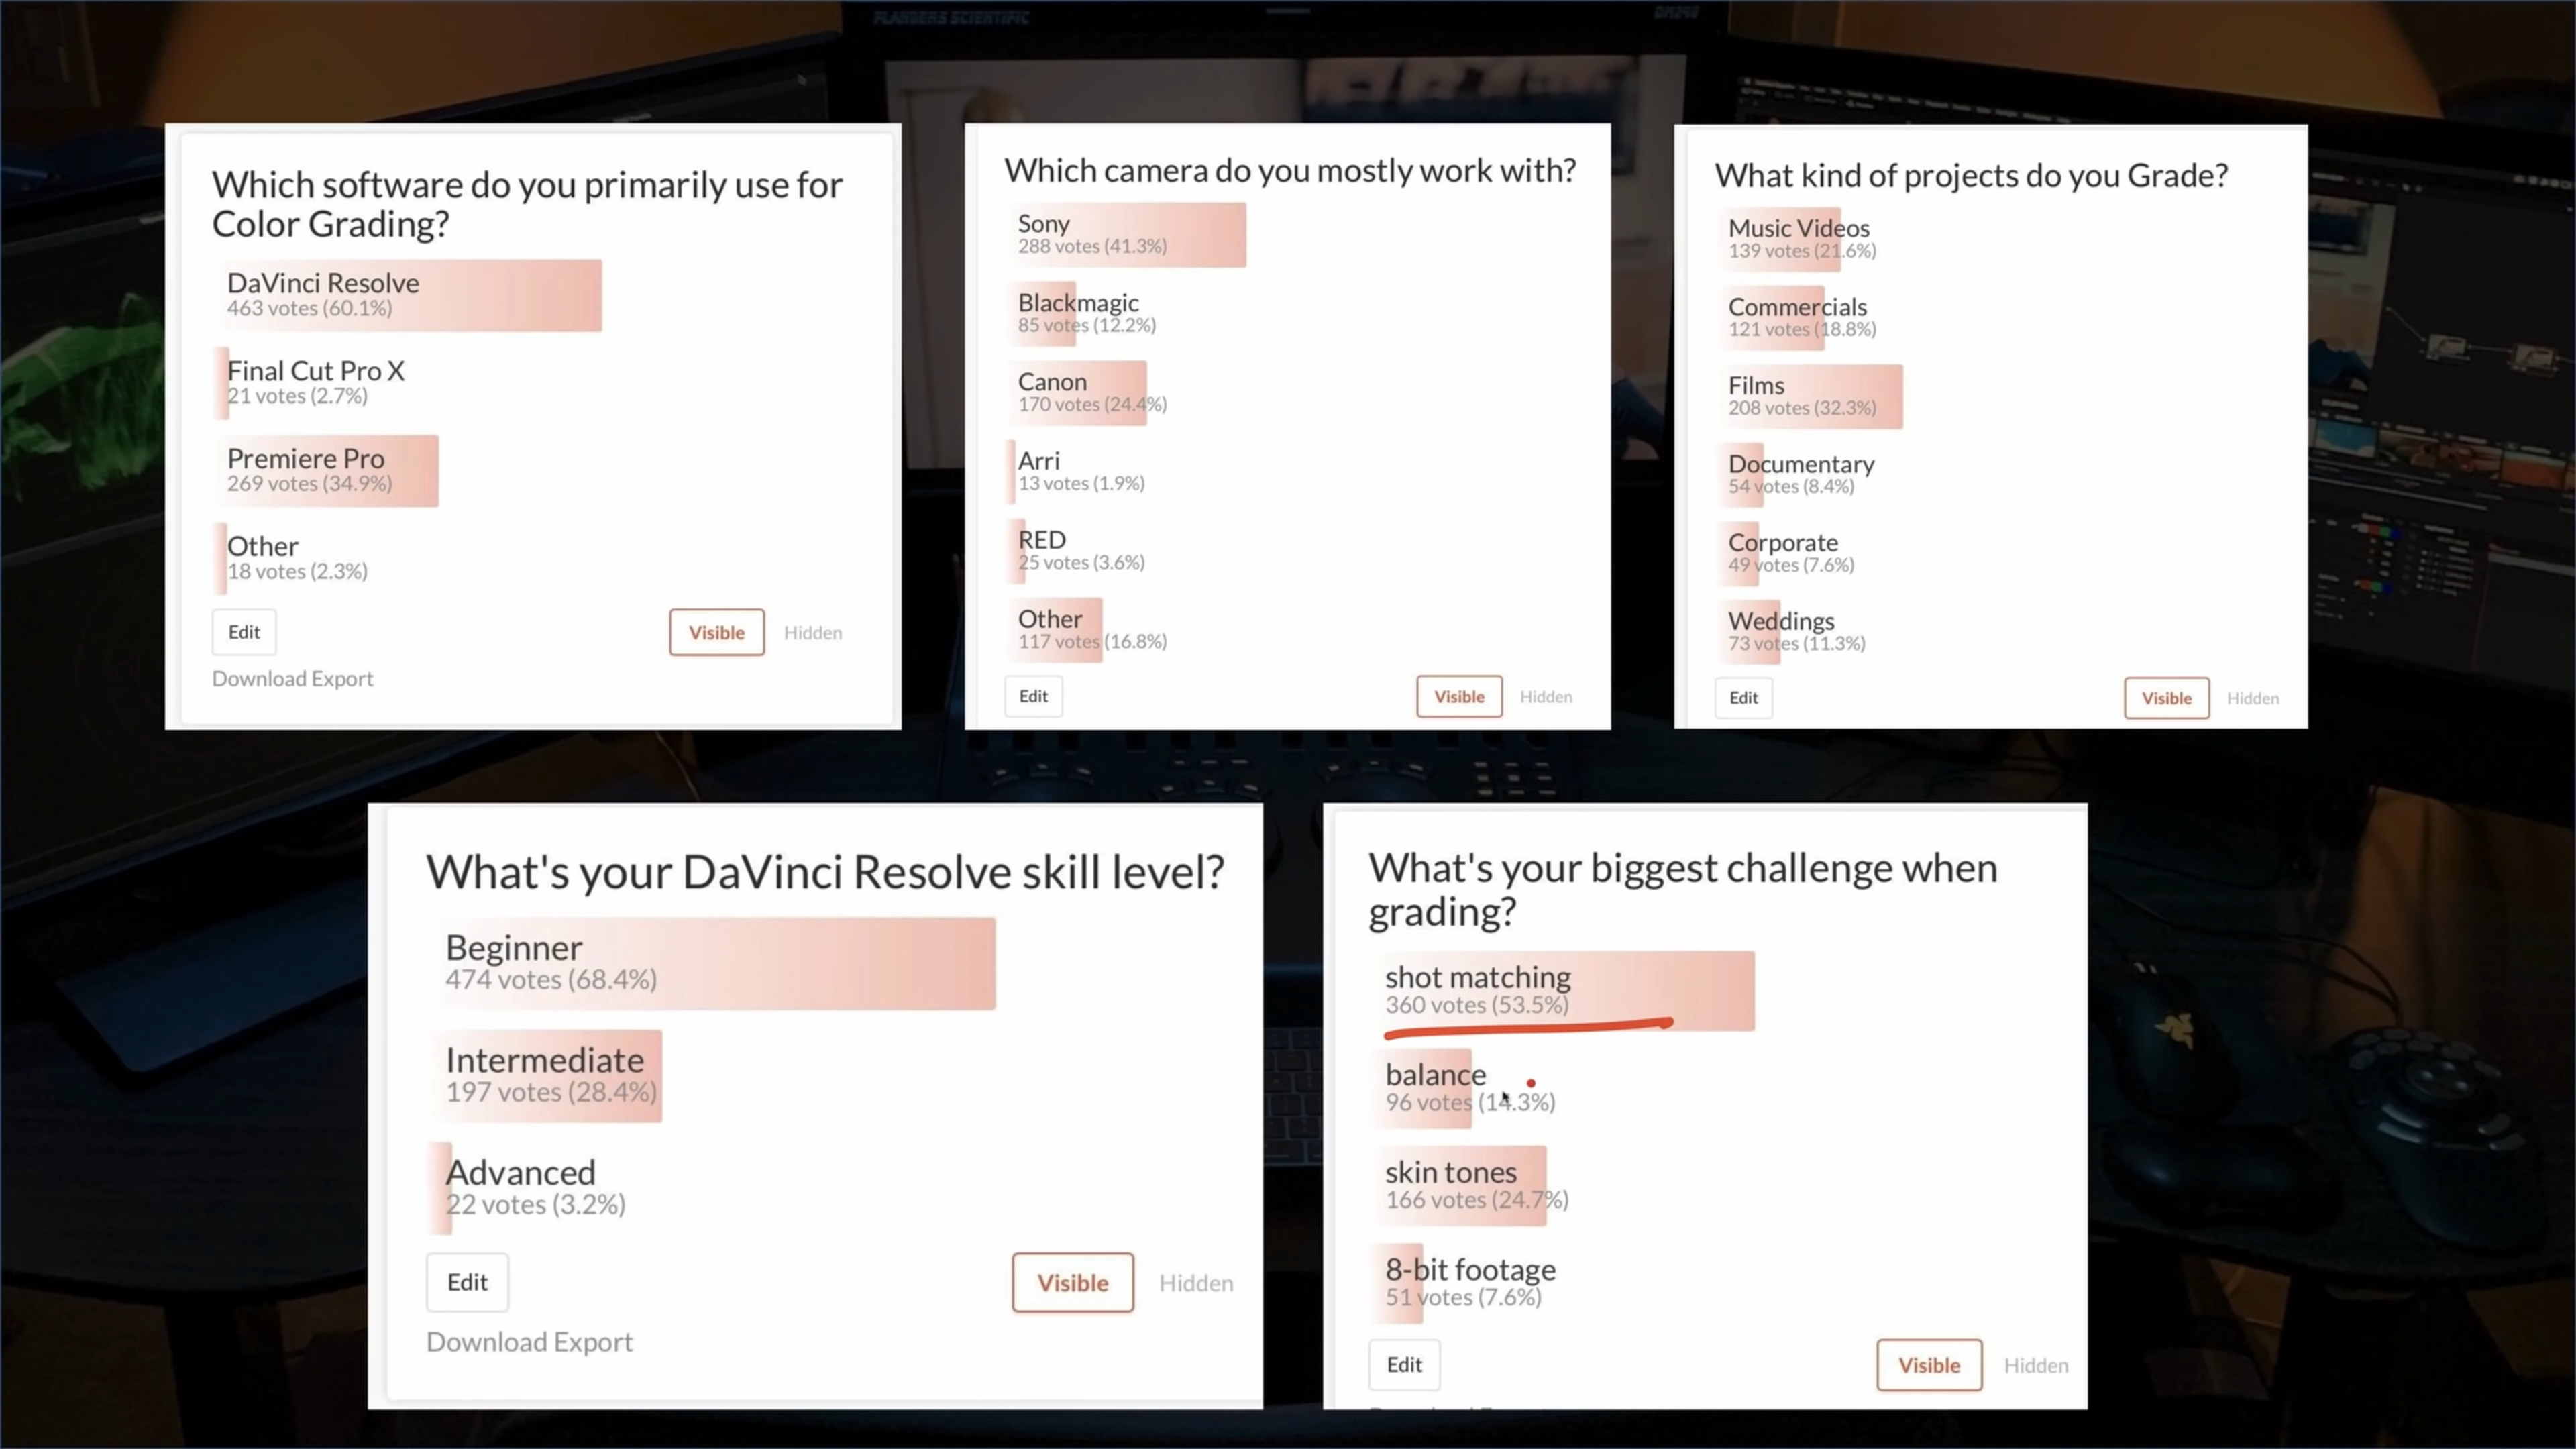 FLANDERS SCIENTIFIC
Which software do you primarily use for
Color Grading?
DaVinci Resolve
463 votes (60.1%)
Final Cut Pro X
21 votes (2.7%)
Premiere Pro
269 votes (34.9%)
Other
18 votes (2.3%)
Edit
Visible
Hidden
Download Export
Which camera do you mostly work with?
Sony
288 votes (41.3%)
Blackmagic
85 votes (12.2%)
Canon
170 votes (24.4%)
Arri
13 votes (1.9%)
RED
25 votes (3.6%)
Other
117 votes (16.8%)
Edit
Visible
Hidden
What kind of projects do you Grade?
Music Videos
139 votes (21.6%)
Commercials
121 votes (18.8%)
Films
208 votes (32.3%)
Documentary
54 votes (8.4%)
Corporate
49 votes (7.6%)
Weddings
73 votes (11.3%)
Edit
Visible
Hidden
What's your DaVinci Resolve skill level?
Beginner
474 votes (68.4%)
Intermediate
197 votes (28.4%)
Advanced
22 votes (3.2%)
Edit
Visible
Hidden
Download Export
What's your biggest challenge when
grading?
shot matching
360 votes (53.5%)
balance
96 votes (14.3%)
skin tones
166 votes (24.7%)
8-bit footage
51 votes (7.6%)
Edit
Visible
Hidden